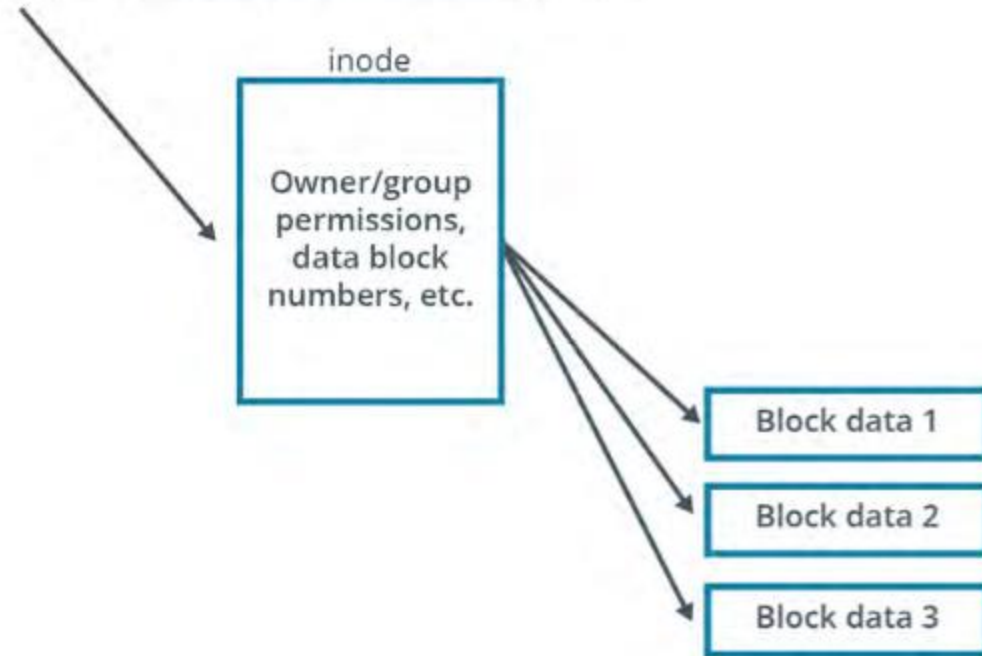 inode
Owner/group
permissions,
data block
numbers, etc.
Block data 1
Block data 2
Block data 3